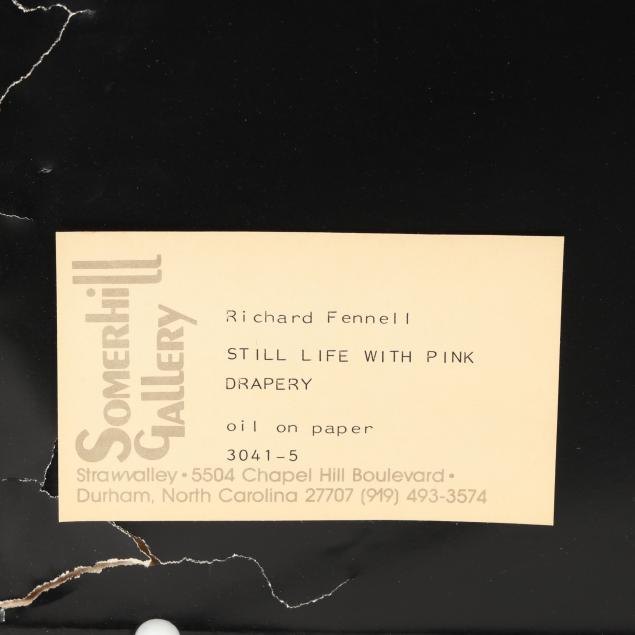 Somerhill
Gallery
Richard Fennell
STILL LIFE WITH PINK
DRAPERY
oil on paper
3041-5
Strawvalley • 5504 Chapel Hill Boulevard •
Durham, North Carolina 27707 (919) 493-3574